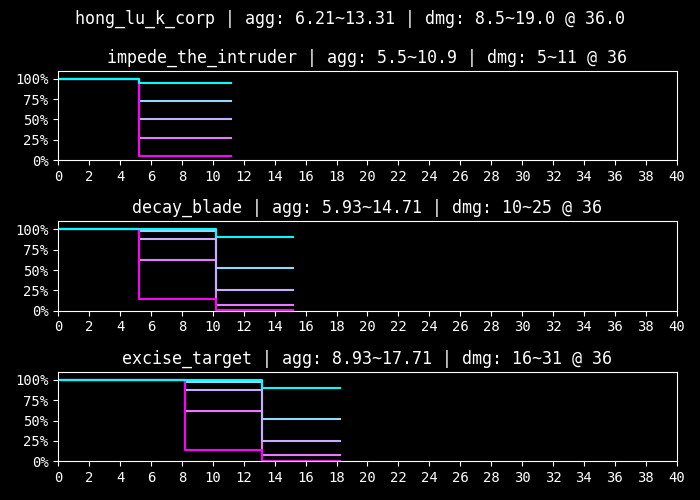 hong_lu_k_corp | agg: 6.21~13.31 | dmg: 8.5~19.0 @ 36.0
impede_the_intruder | agg: 5.5~10.9 | dmg: 5~11 @ 36
100%
75%
50%
25%
0%
0 2 4 6 8 10 12 14 16 18 20 22 24 26 28 30 32 34 36 38 40
decay_blade | agg: 5.93~14.71 | dmg: 10~25 @ 36
100%
75%
50%
25%
0%
0 2 4 6 8 10 12 14 16 18 20 22 24 26 28 30 32 34 36 38 40
excise_target | agg: 8.93~17.71 | dmg: 16~31 @ 36
100%
75%
50%
25%
0%
0 2 4 6 8 10 12 14 16 18 20 22 24 26 28 30 32 34 36 38 40